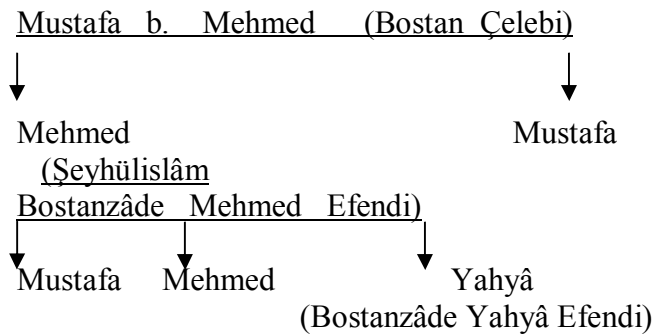 Mustafa b. Mehmed (Bostan Çelebi)
Mehmed Mustafa
(Şeyhülislâm
Bostanzâde Mehmed Efendi)
Mustafa Mehmed Yahyâ
(Bostanzâde Yahyâ Efendi)